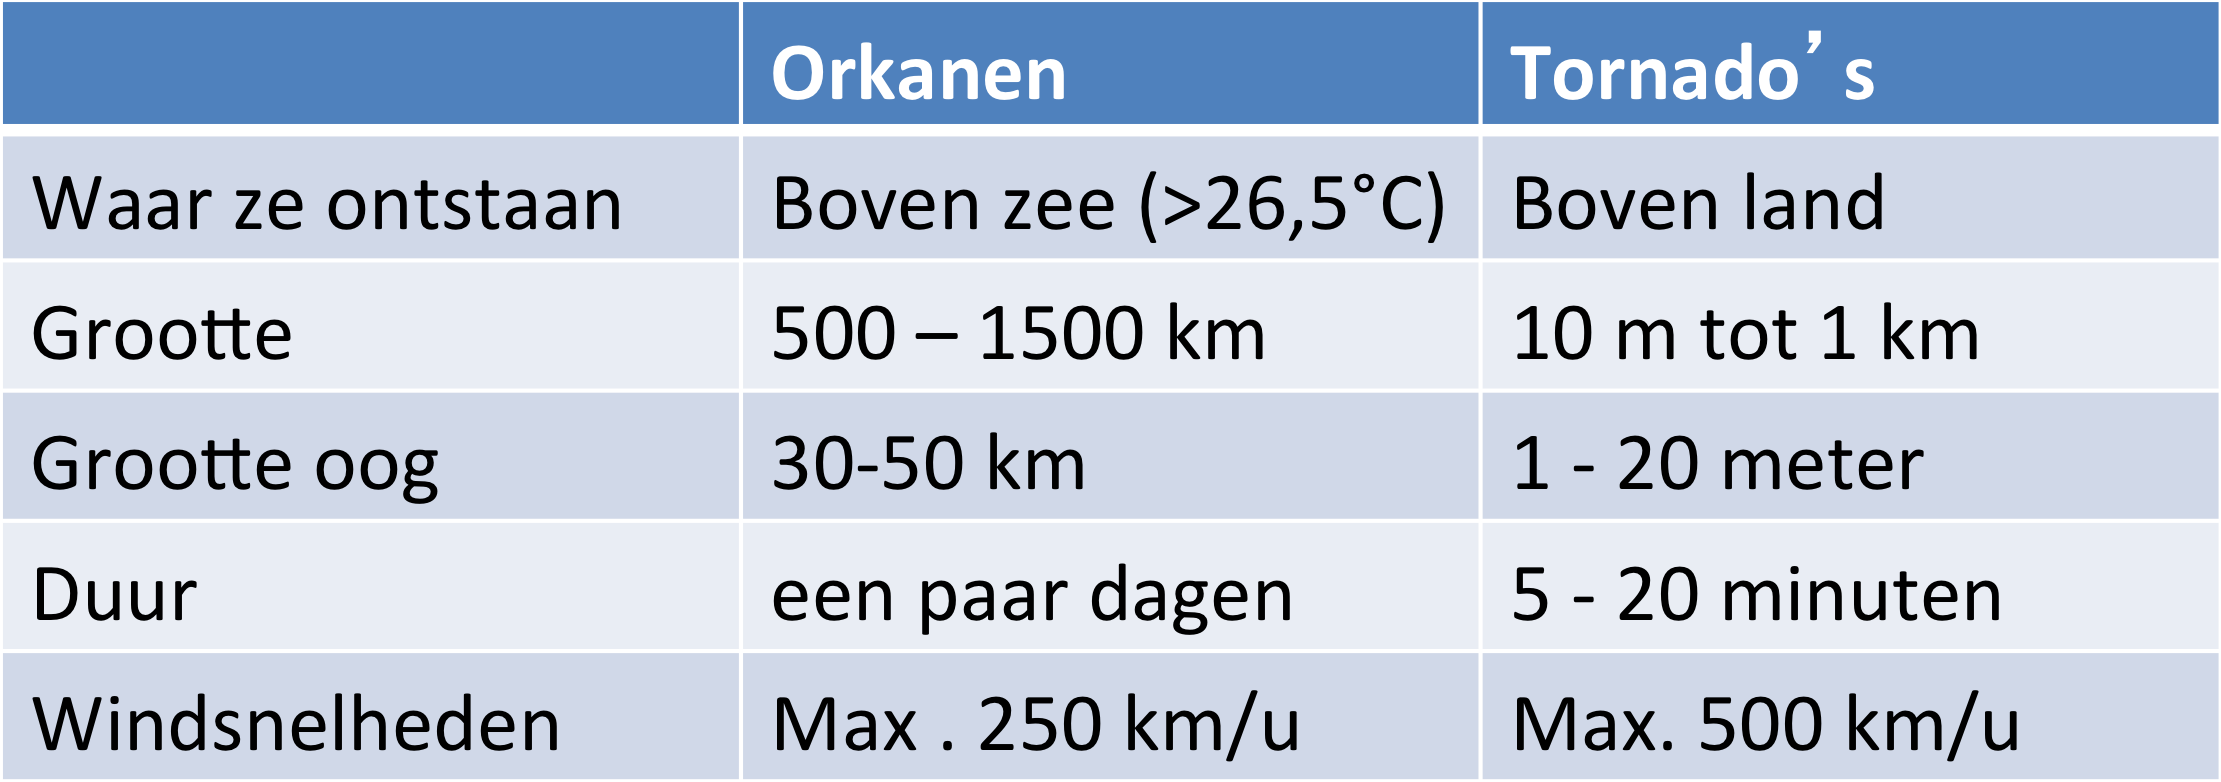 Orkanen Tornado’s
Waar ze ontstaan Boven zee (>26,5°C) Boven land
Grootte 500 – 1500 km 10 m tot 1 km
Grootte oog 30-50 km 1 - 20 meter
Duur een paar dagen 5 - 20 minuten
Windsnelheden Max . 250 km/u Max. 500 km/u